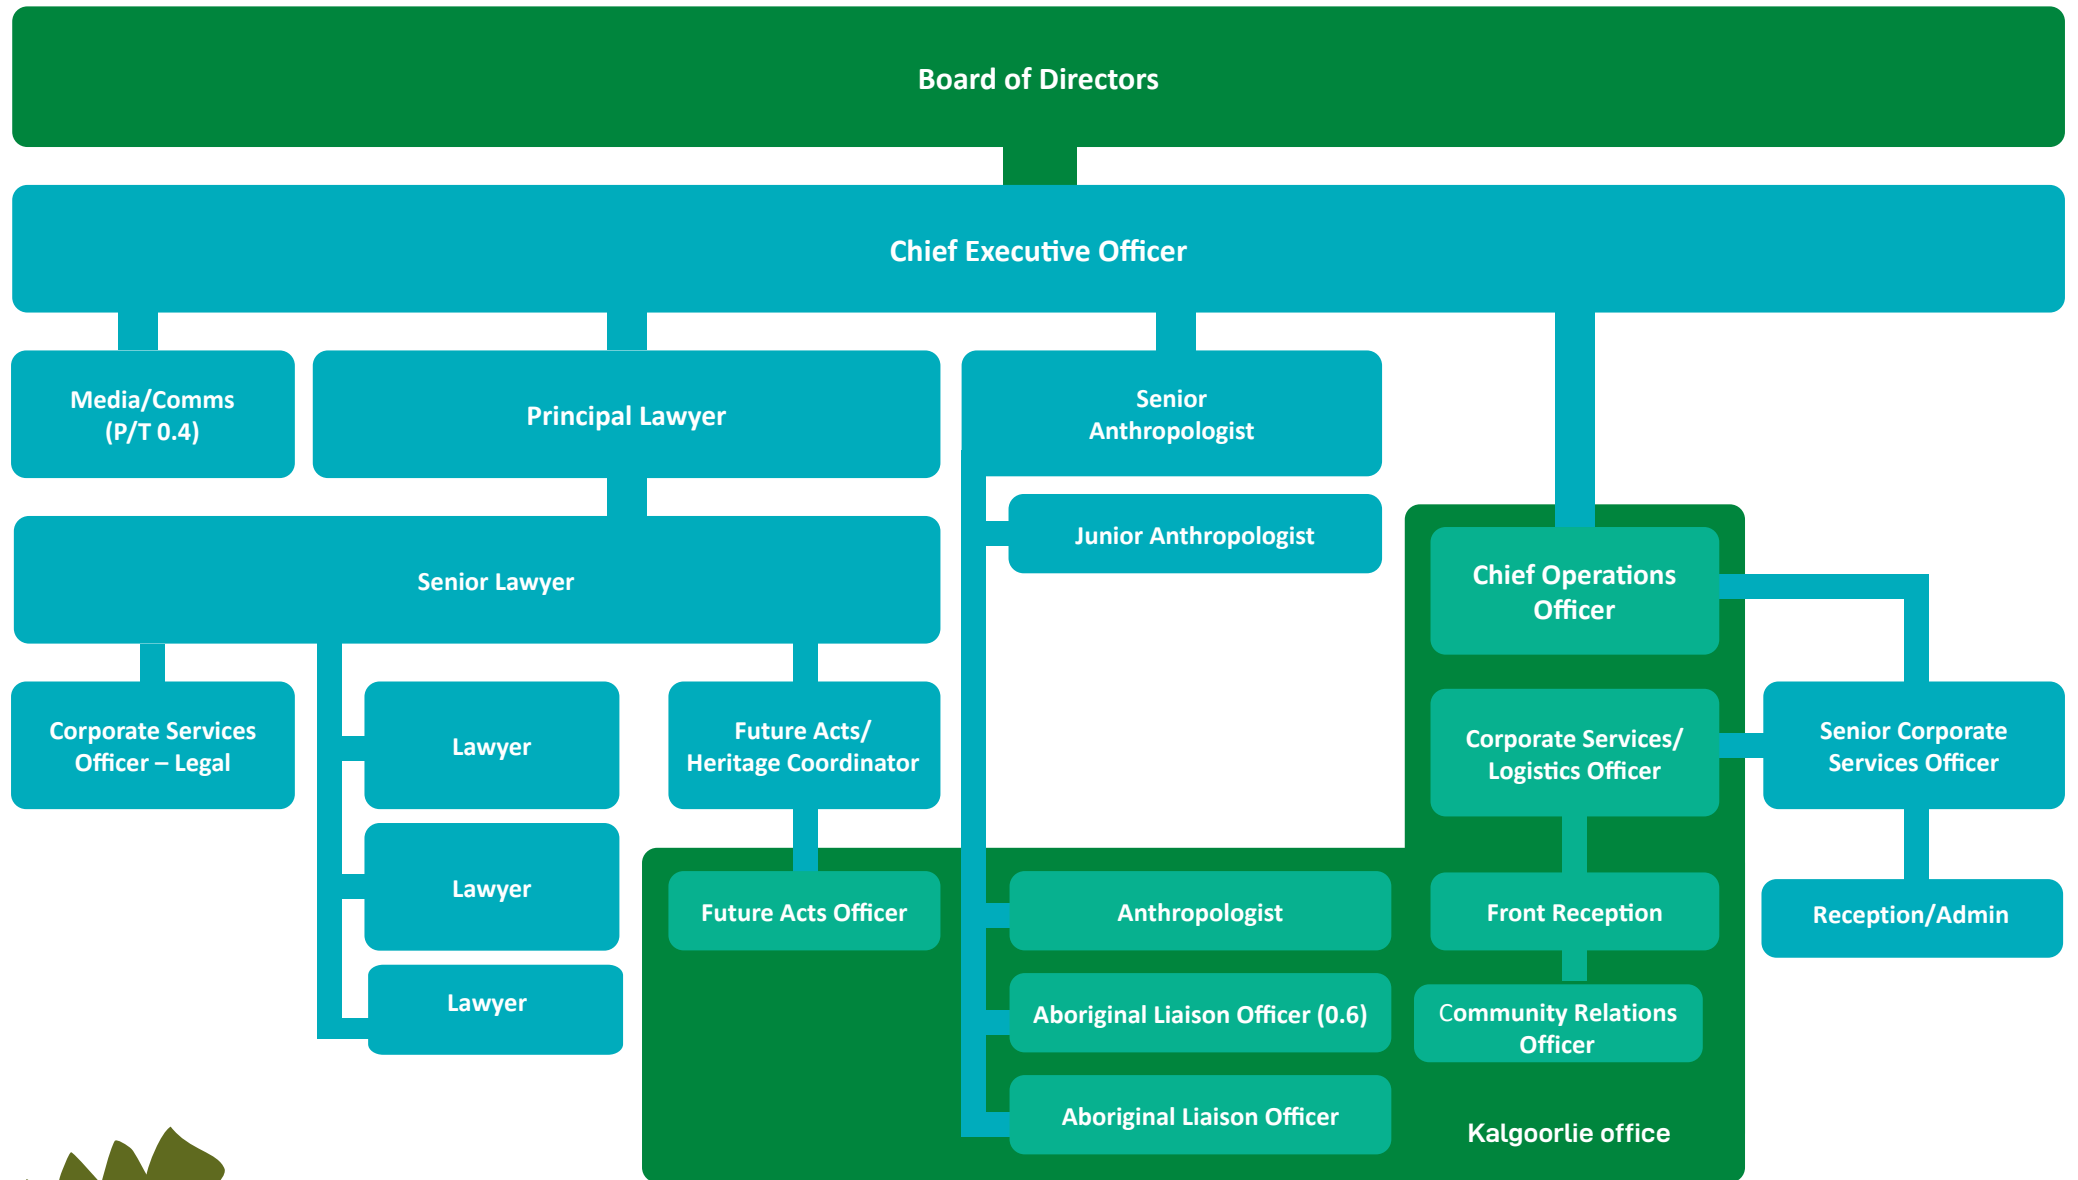 Board of Directors
Chief Executive Officer
Media/Comms
(P/T 0.4)
Principal Lawyer
Senior
Anthropologist
Junior Anthropologist
Chief Operations
Officer
Senior Lawyer
Corporate Services
Officer – Legal
Lawyer
Future Acts/
Heritage Coordinator
Corporate Services/
Logistics Officer
Senior Corporate
Services Officer
Lawyer
Future Acts Officer
Anthropologist
Front Reception
Reception/Admin
Lawyer
Aboriginal Liaison Officer (0.6)
Community Relations
Officer
Aboriginal Liaison Officer
Kalgoorlie office